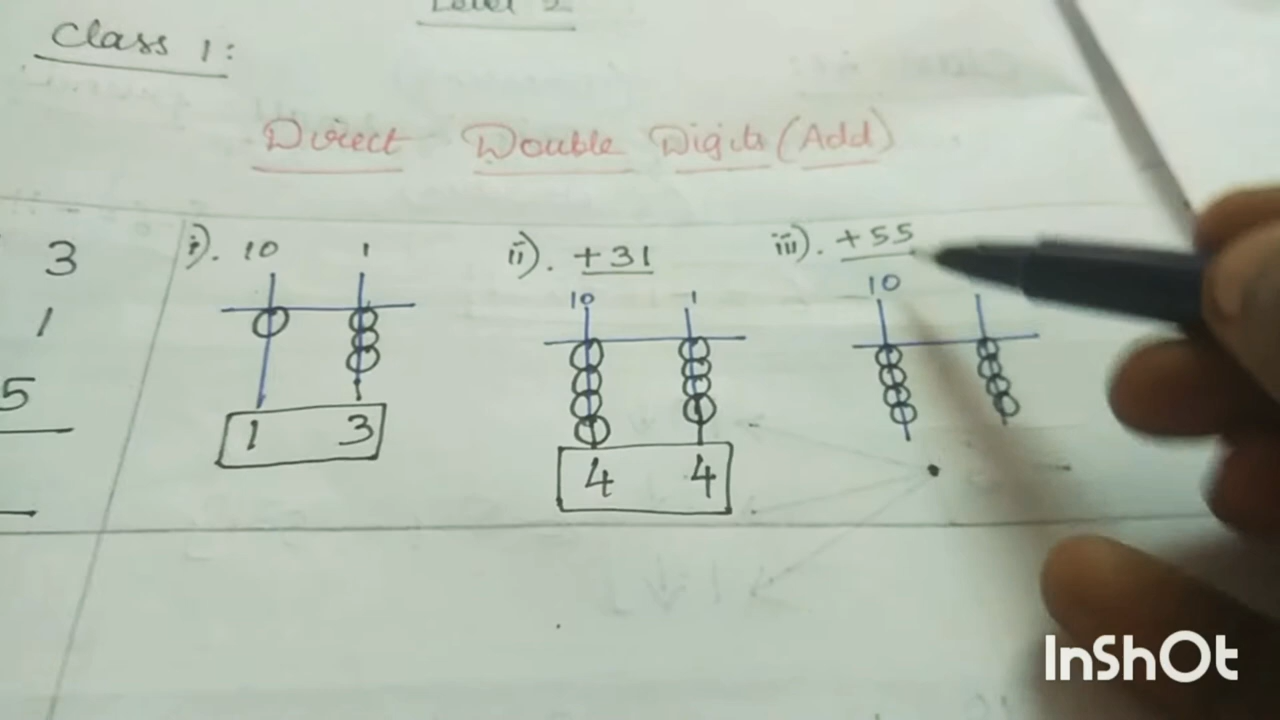 Class 1:
Direct Double Digits (Add)
3
1
5
i). 10 1
1 3
ii). +31
10 1
4 4
iii). +55
10
InShOt